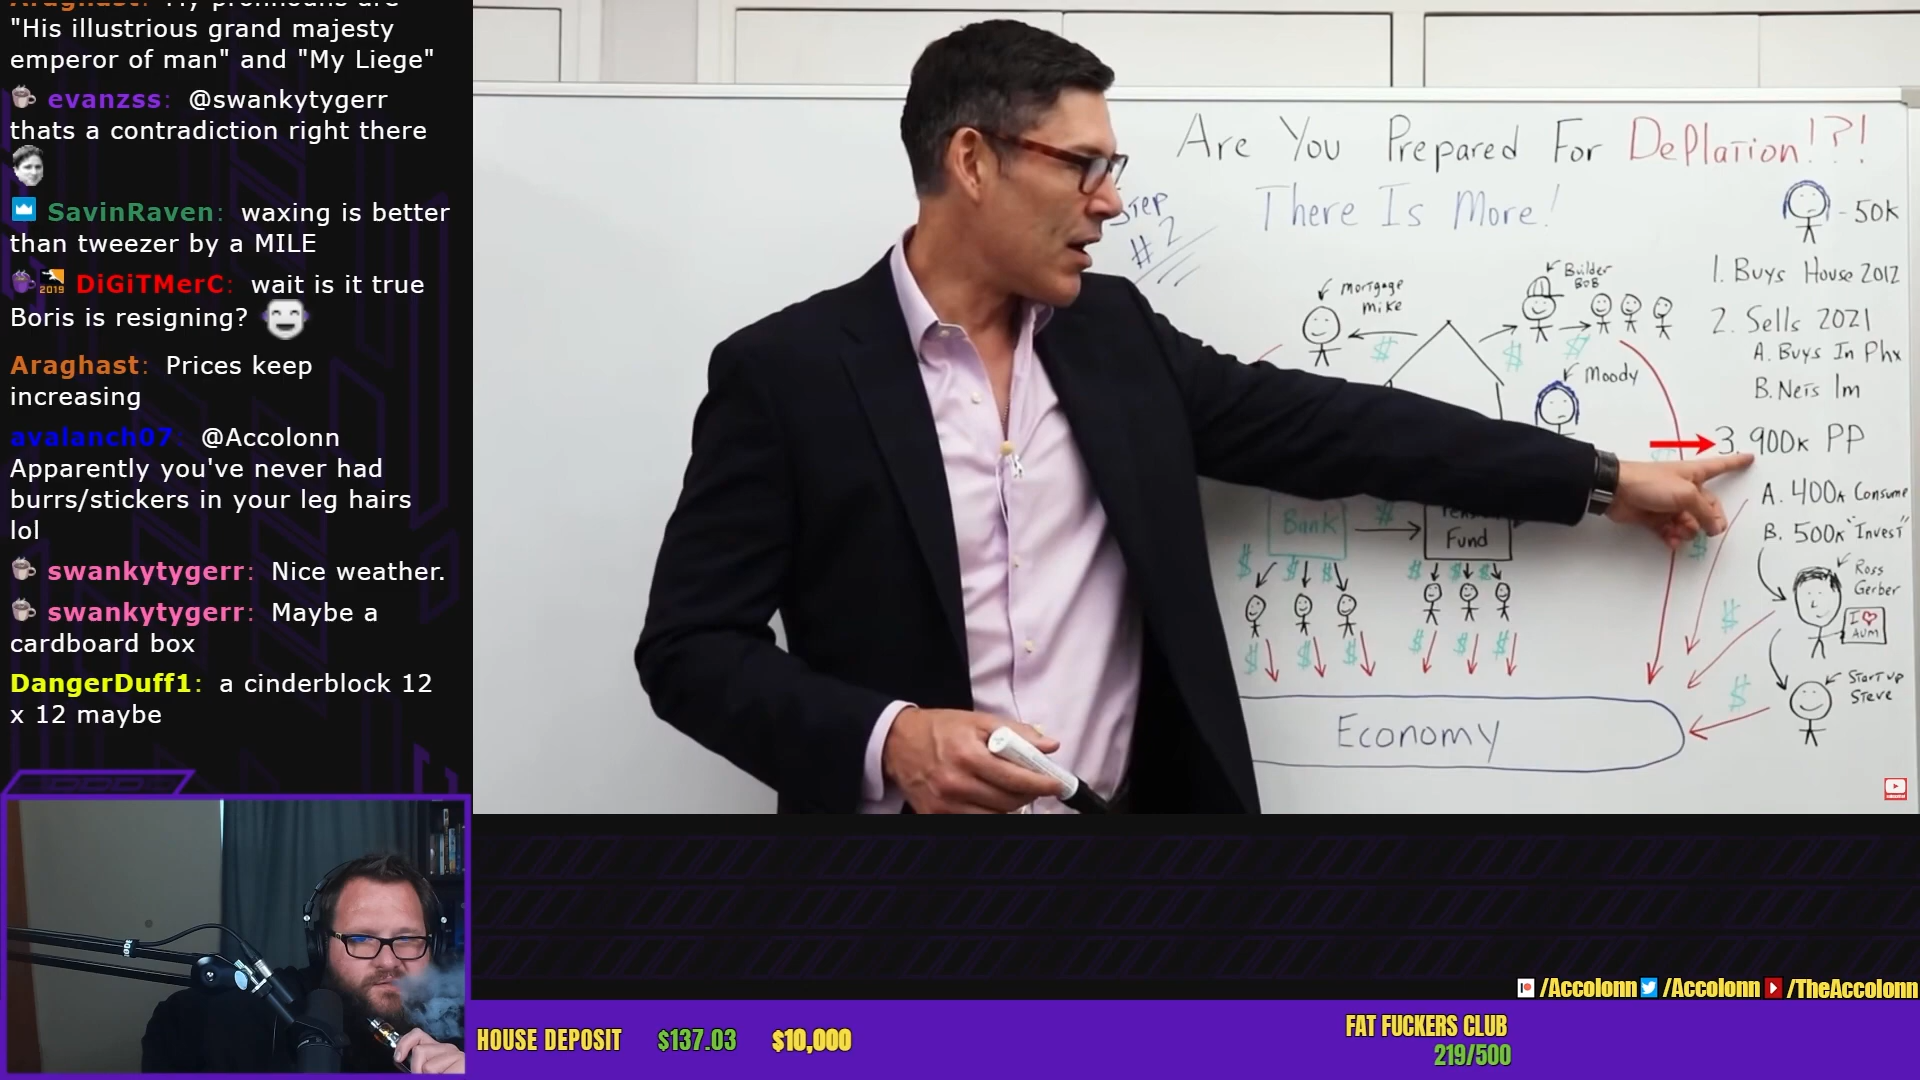 Araghast: My pronouns are
"His illustrious grand majesty
emperor of man" and "My Liege"
evanzss: @swankytygerr
thats a contradiction right there
SavinRaven: waxing is better
than tweezer by a MILE
2019 DiGiTMerC: wait is it true
Boris is resigning?
Araghast: Prices keep
increasing
avalanch07: @Accolonn
Apparently you've never had
burrs/stickers in your leg hairs
lol
swankytygerr: Nice weather.
swankytygerr: Maybe a
cardboard box
DangerDuff1: a cinderblock 12
x 12 maybe
Are You Prepared For Deflation!?!
There Is More!
STEP
#2
- 50k
1. Buys House 2012
2. Sells 2021
A. Buys In Phx
B. Nets 1m
3. 900k PP
A. 400k Consume
B. 500k "Invest"
Mortgage
Mike
$
Builder
BOB
$ $
Moody
Bank
$
Fund
$ $ $
$ $ $
$ $ $
$ $ $
$
Ross
Gerber
I ❤
AUM
$
Start up
Steve
$
Economy
/Accolonn /Accolonn /TheAccolonn
HOUSE DEPOSIT $137.03 $10,000
FAT FUCKERS CLUB
219/500